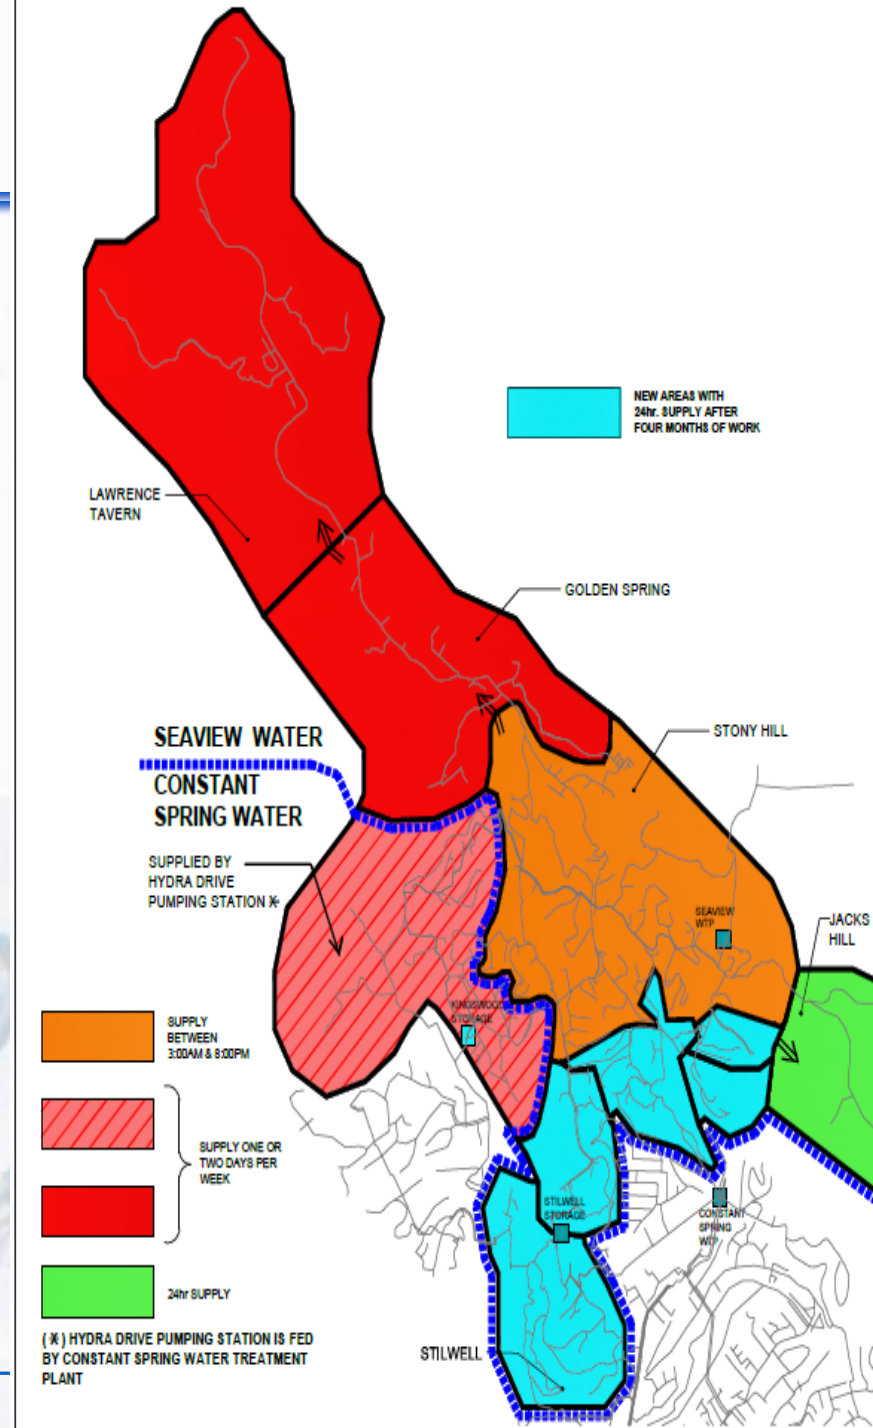 NEW AREAS WITH
24hr. SUPPLY AFTER
FOUR MONTHS OF WORK
LAWRENCE
TAVERN
GOLDEN SPRING
STONY HILL
SEAVIEW WATER
CONSTANT
SPRING WATER
SUPPLIED BY
HYDRA DRIVE
PUMPING STATION *
SEAVIEW
WTP
JACKS
HILL
KINGSWOOD
STORAGE
SUPPLY
BETWEEN
3:00AM & 8:00PM
SUPPLY ONE OR
TWO DAYS PER
WEEK
STILWELL
STORAGE
CONSTANT
SPRING
WTP
24hr SUPPLY
(*) HYDRA DRIVE PUMPING STATION IS FED
BY CONSTANT SPRING WATER TREATMENT
PLANT
STILWELL